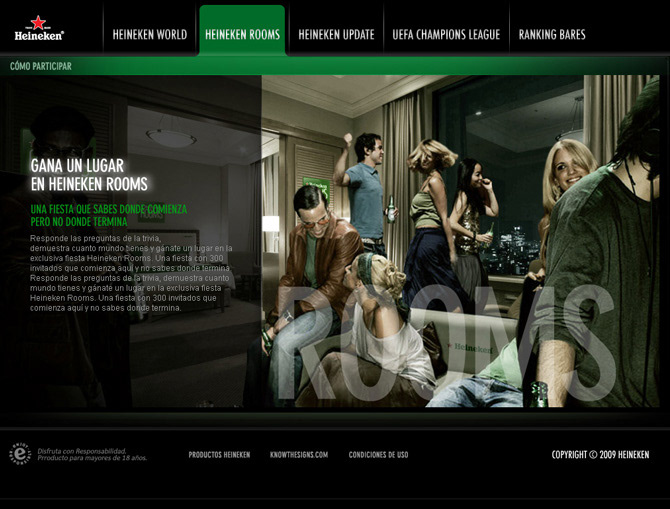 Heineken®
HEINEKEN WORLD
HEINEKEN ROOMS
HEINEKEN UPDATE
UEFA CHAMPIONS LEAGUE
RANKING BARES
CÓMO PARTICIPAR
GANA UN LUGAR
EN HEINEKEN ROOMS
UNA FIESTA QUE SABES DONDE COMIENZA
PERO NO DONDE TERMINA
Responde las preguntas de la trivia,
demuestra cuanto mundo tienes y gánate un lugar en la
exclusiva fiesta Heineken Rooms. Una fiesta con 300
invitados que comienza aquí y no sabes donde termina.
Responde las preguntas de la trivia, demuestra cuanto
mundo tienes y gánate un lugar en la exclusiva fiesta
Heineken Rooms. Una fiesta con 300 invitados que
comienza aquí y no sabes donde termina.
Heineken
ROOMS
ENJOY
Disfruta con Responsabilidad.
Prroducto para mayores de 18 años.
PRODUCTOS HEINEKEN
KNOWTHESIGNS.COM
CONDICIONES DE USO
COPYRIGHT © 2009 HEINEKEN